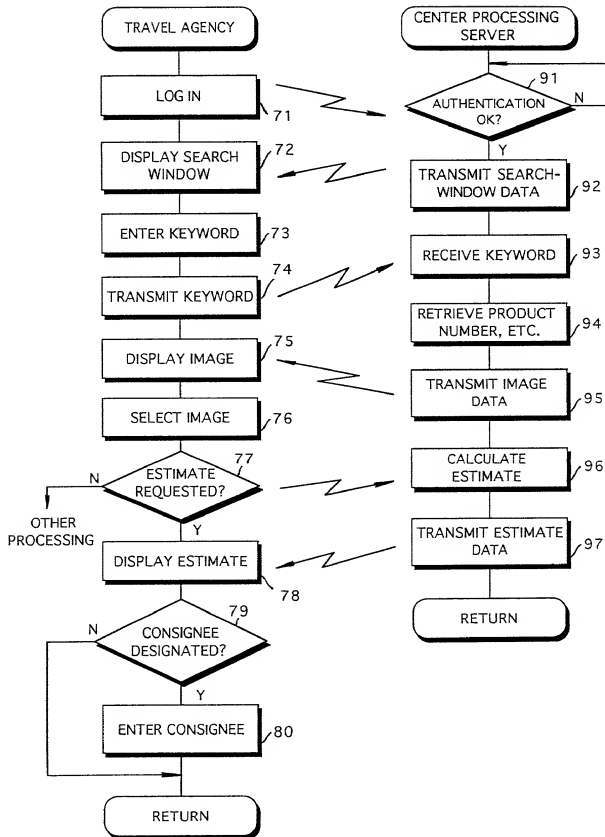 TRAVEL AGENCY
LOG IN
71
DISPLAY SEARCH
WINDOW
72
ENTER KEYWORD
73
TRANSMIT KEYWORD
74
DISPLAY IMAGE
75
SELECT IMAGE
76
ESTIMATE
REQUESTED?
77
N
OTHER
PROCESSING
Y
DISPLAY ESTIMATE
78
CONSIGNEE
DESIGNATED?
79
N
Y
ENTER CONSIGNEE
80
RETURN
CENTER PROCESSING
SERVER
AUTHENTICATION
OK?
91
N
Y
TRANSMIT SEARCH-
WINDOW DATA
92
RECEIVE KEYWORD
93
RETRIEVE PRODUCT
NUMBER, ETC.
94
TRANSMIT IMAGE
DATA
95
CALCULATE
ESTIMATE
96
TRANSMIT ESTIMATE
DATA
97
RETURN